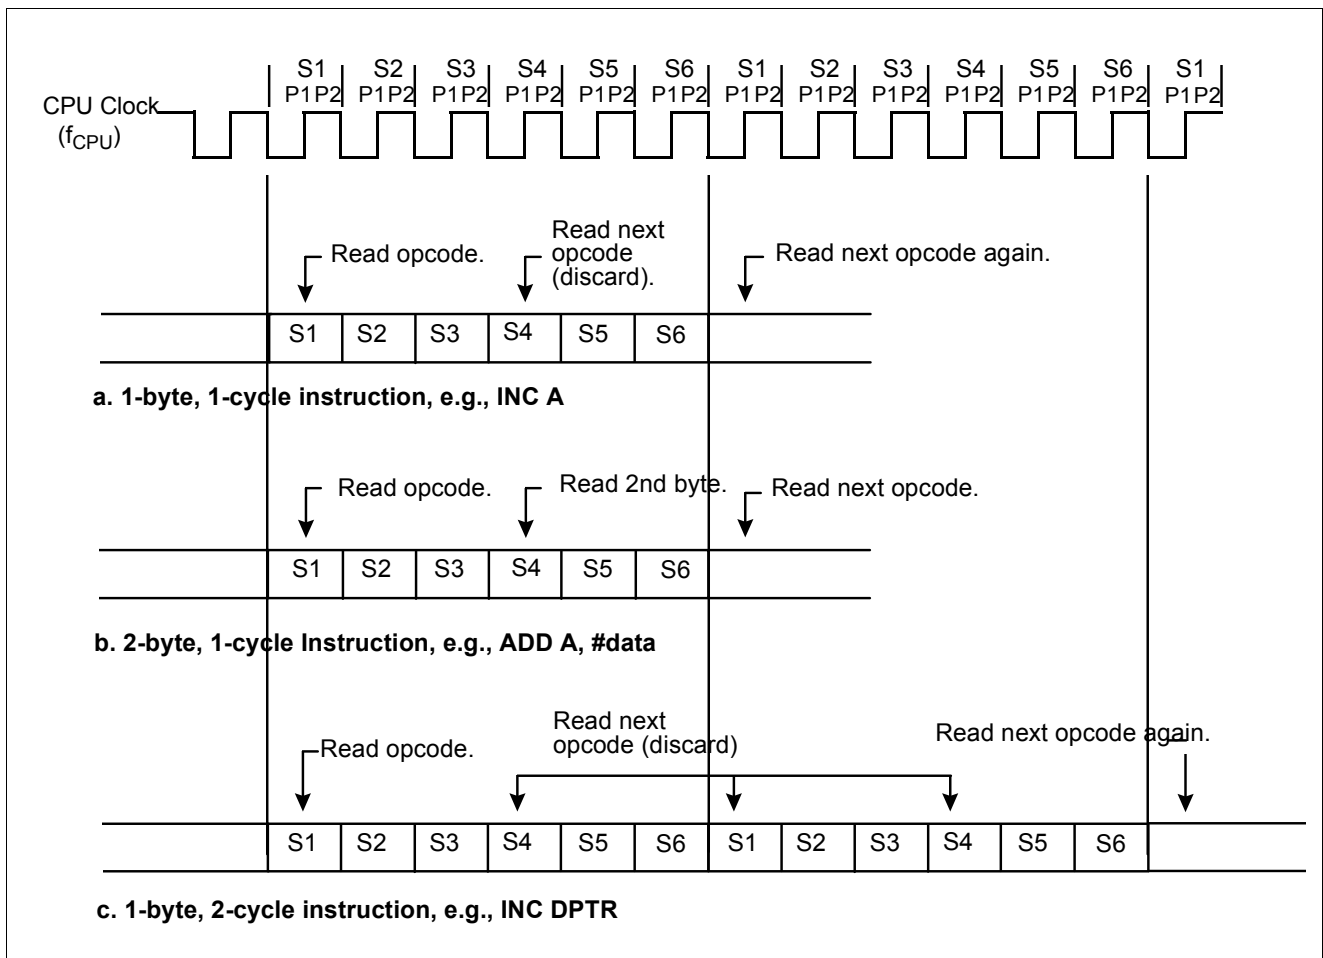 S1 S2 S3 S4 S5 S6 S1 S2 S3 S4 S5 S6 S1
P1P2 P1P2 P1P2 P1P2 P1P2 P1P2 P1P2 P1P2 P1P2 P1P2 P1P2 P1P2 P1P2
CPU Clock
(fCPU)
Read opcode.
Read next
opcode
(discard).
Read next opcode again.
S1 S2 S3 S4 S5 S6
a. 1-byte, 1-cycle instruction, e.g., INC A
Read opcode.
Read 2nd byte.
Read next opcode.
S1 S2 S3 S4 S5 S6
b. 2-byte, 1-cycle Instruction, e.g., ADD A, #data
Read opcode.
Read next
opcode (discard)
Read next opcode again.
S1 S2 S3 S4 S5 S6 S1 S2 S3 S4 S5 S6
c. 1-byte, 2-cycle instruction, e.g., INC DPTR